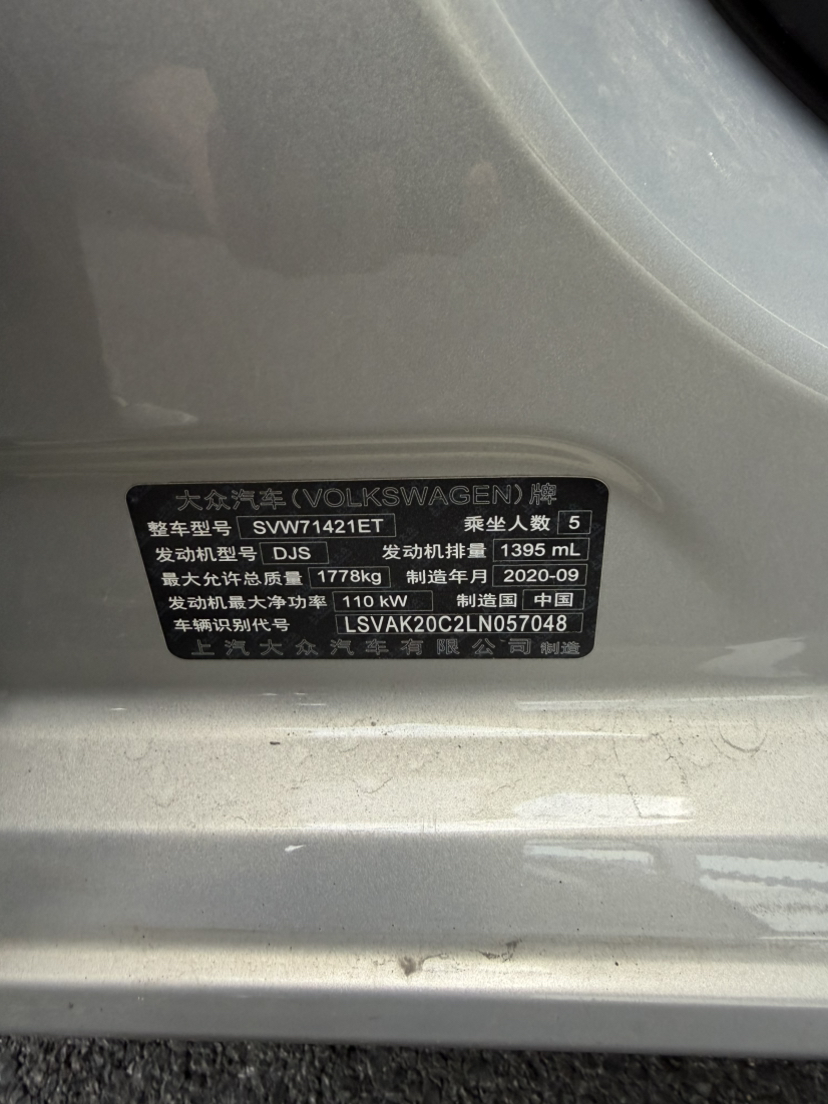 大众汽车(VOLKSWAGEN)牌
整车型号 SVW71421ET 乘坐人数 5
发动机型号 DJS 发动机排量 1395 mL
最大允许总质量 1778kg 制造年月 2020-09
发动机最大净功率 110 kW 制造国 中国
车辆识别代号 LSVAK20C2LN057048
上汽大众汽车有限公司 制造